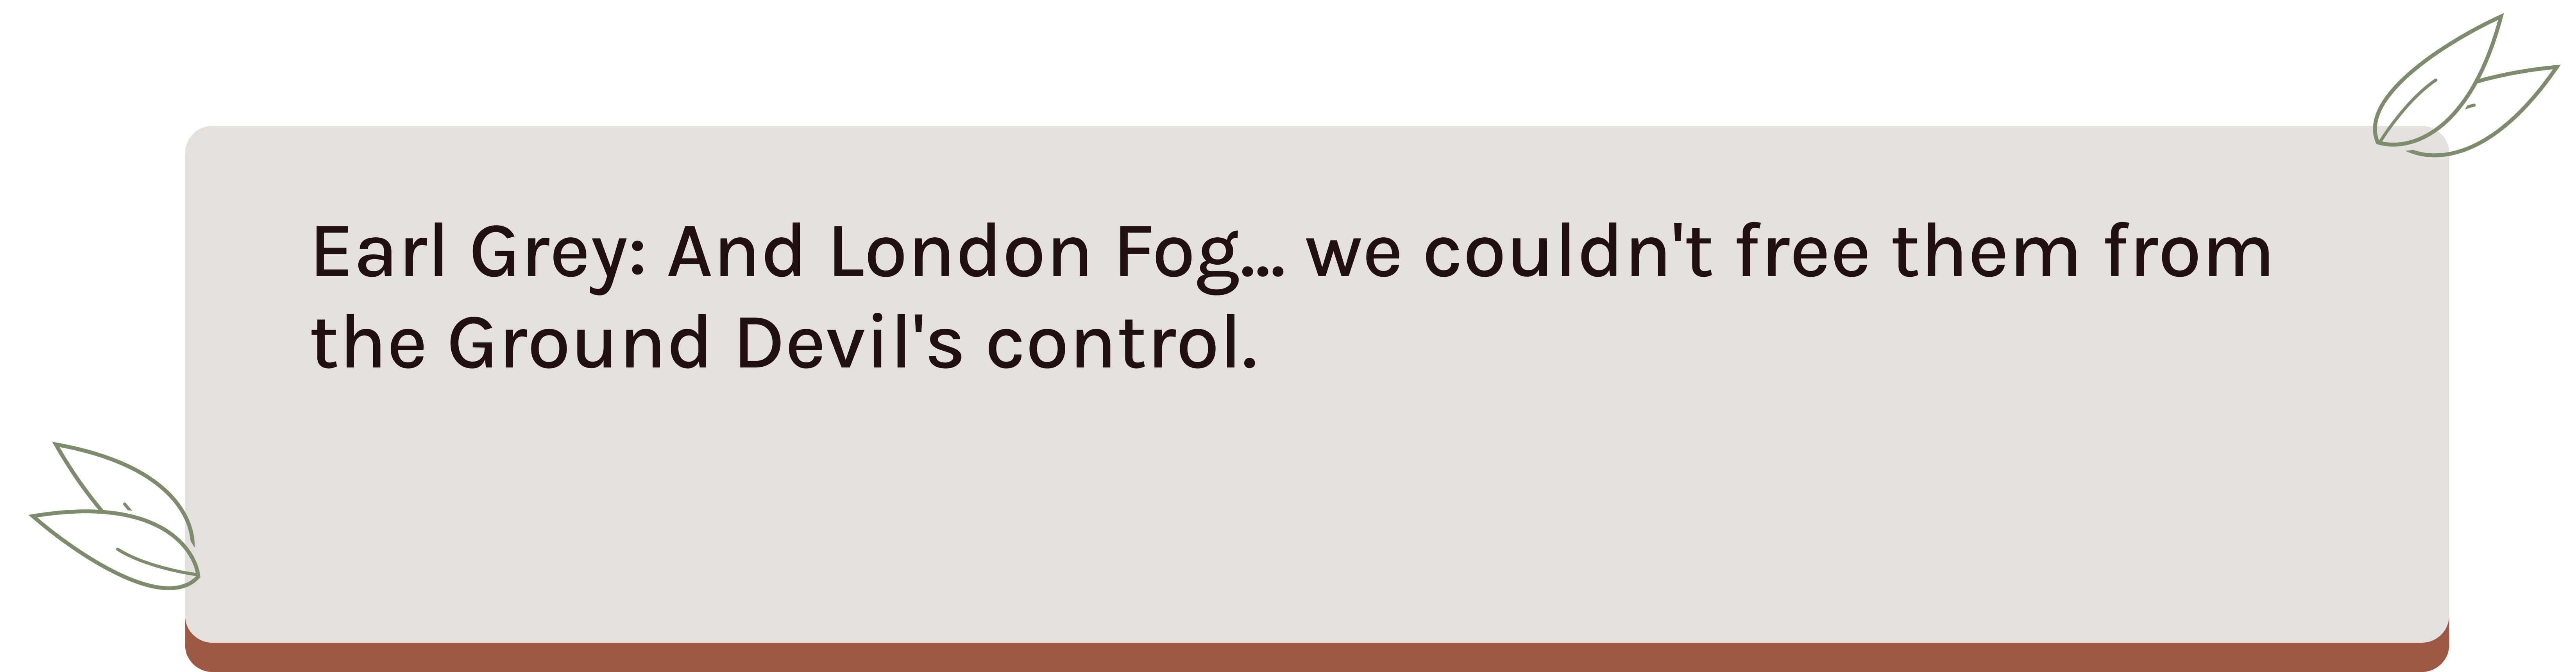 Earl Grey: And London Fog... we couldn't free them from
the Ground Devil's control.